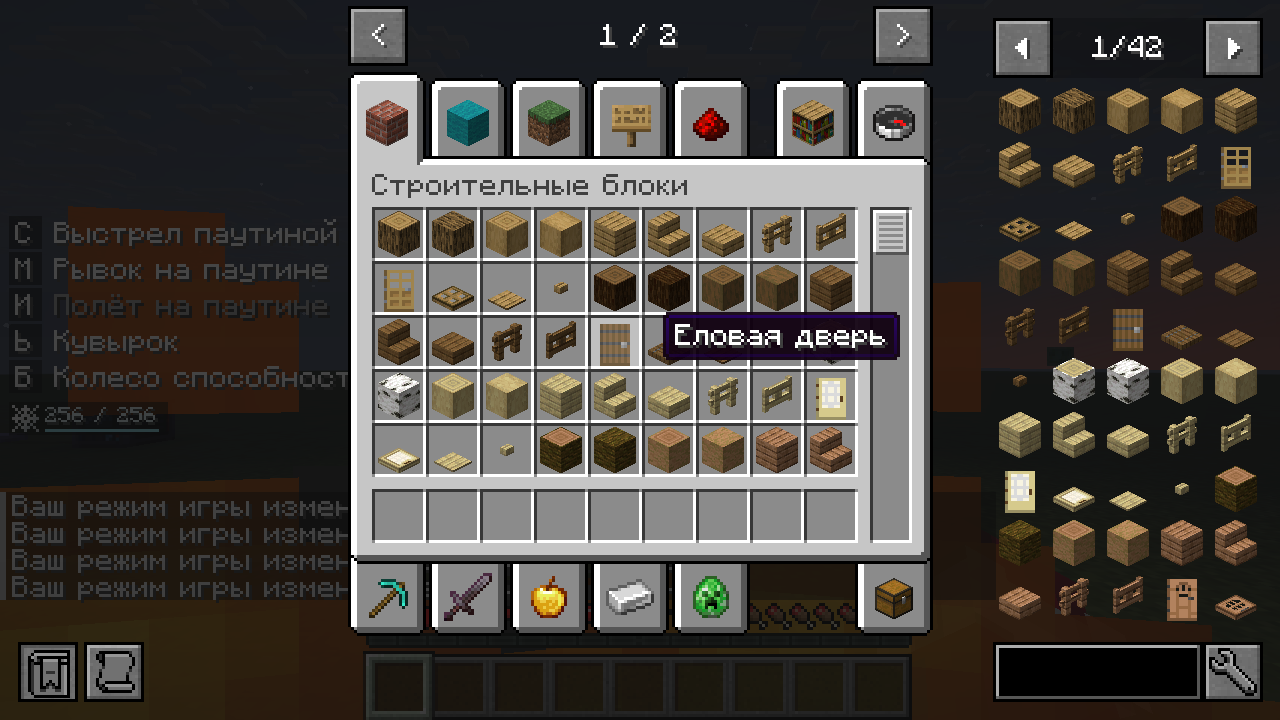 1 / 2
1/42
Строительные блоки
С Выстрел паутиной
М Рывок на паутине
И Полёт на паутине
Ь Кувырок
Б Колесо способност
256 / 256
Еловая дверь
Ваш режим игры измен
Ваш режим игры измен
Ваш режим игры измен
Ваш режим игры измен